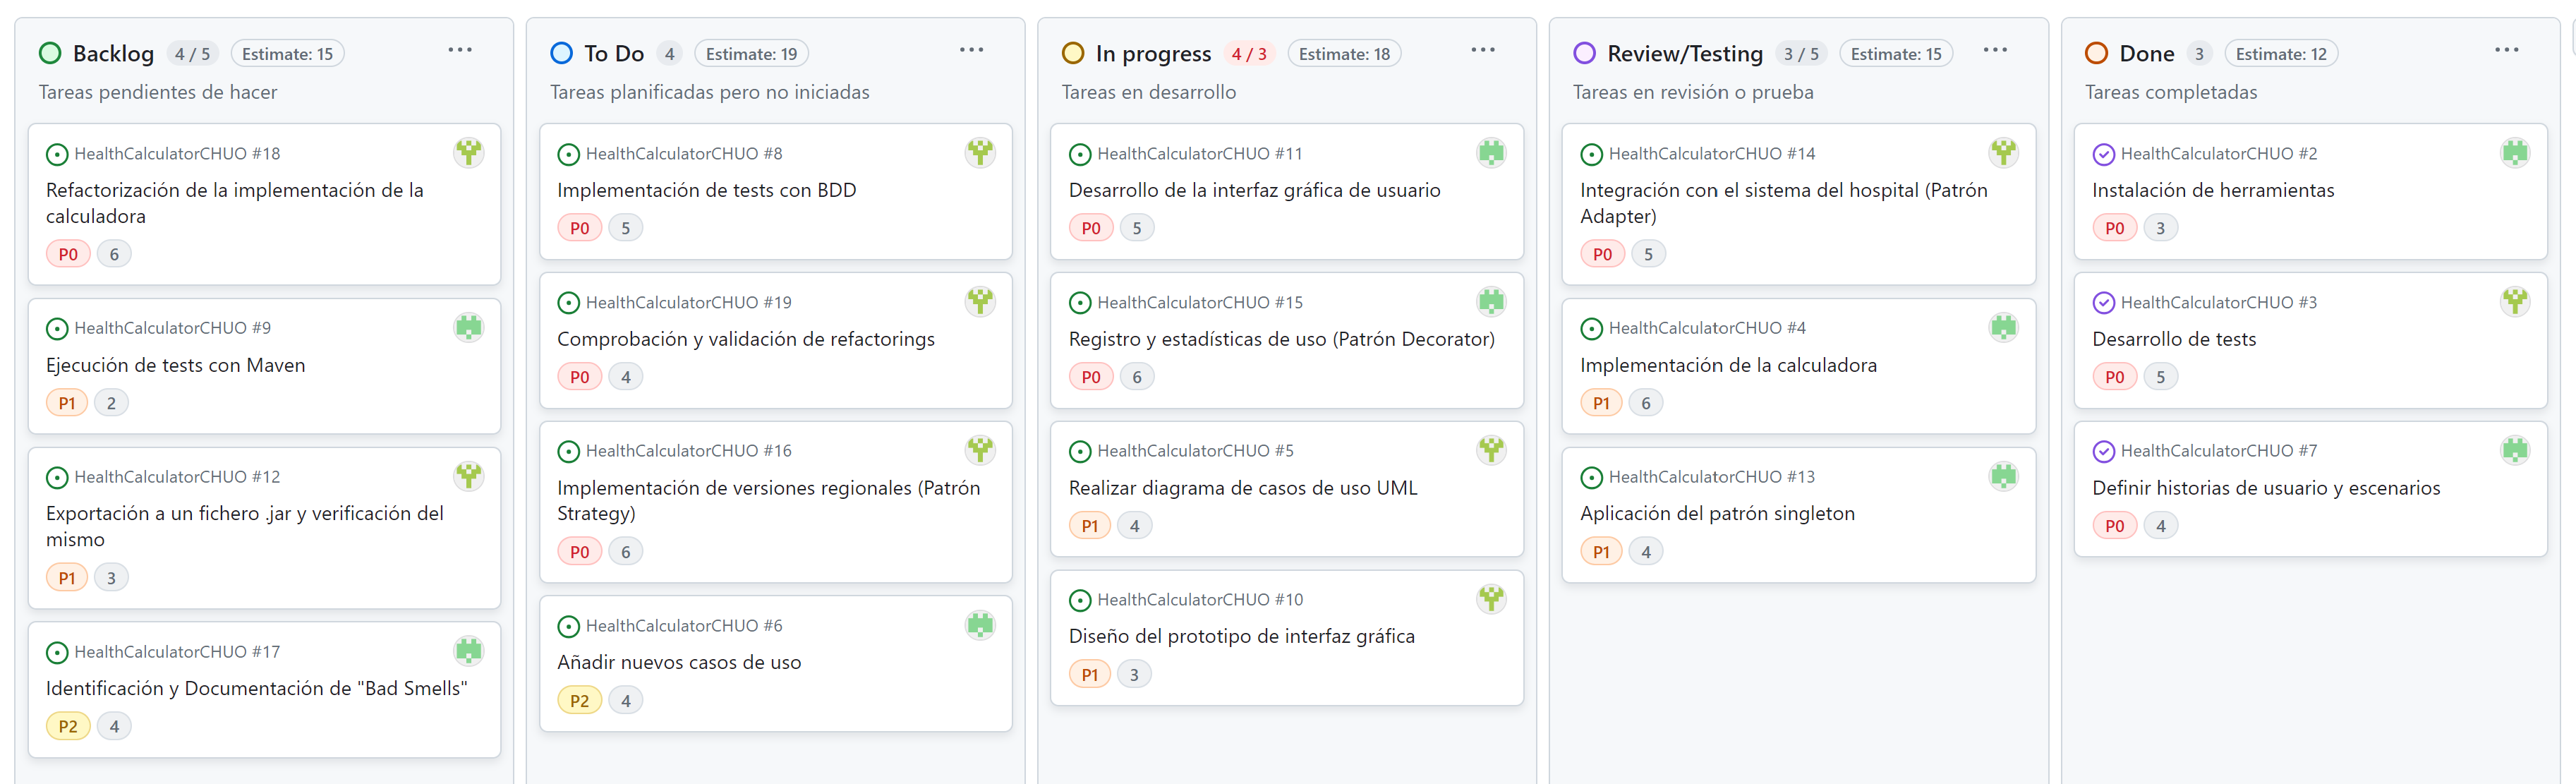 Backlog 4 / 5 Estimate: 15
Tareas pendientes de hacer
HealthCalculatorCHUO #18
Refactorización de la implementación de la
calculadora
P0 6
HealthCalculatorCHUO #9
Ejecución de tests con Maven
P1 2
HealthCalculatorCHUO #12
Exportación a un fichero .jar y verificación del
mismo
P1 3
HealthCalculatorCHUO #17
Identificación y Documentación de "Bad Smells"
P2 4
To Do 4 Estimate: 19
Tareas planificadas pero no iniciadas
HealthCalculatorCHUO #8
Implementación de tests con BDD
P0 5
HealthCalculatorCHUO #19
Comprobación y validación de refactorings
P0 4
HealthCalculatorCHUO #16
Implementación de versiones regionales (Patrón
Strategy)
P0 6
HealthCalculatorCHUO #6
Añadir nuevos casos de uso
P2 4
In progress 4 / 3 Estimate: 18
Tareas en desarrollo
HealthCalculatorCHUO #11
Desarrollo de la interfaz gráfica de usuario
P0 5
HealthCalculatorCHUO #15
Registro y estadísticas de uso (Patrón Decorator)
P0 6
HealthCalculatorCHUO #5
Realizar diagrama de casos de uso UML
P1 4
HealthCalculatorCHUO #10
Diseño del prototipo de interfaz gráfica
P1 3
Review/Testing 3 / 5 Estimate: 15
Tareas en revisión o prueba
HealthCalculatorCHUO #14
Integración con el sistema del hospital (Patrón
Adapter)
P0 5
HealthCalculatorCHUO #4
Implementación de la calculadora
P1 6
HealthCalculatorCHUO #13
Aplicación del patrón singleton
P1 4
Done 3 Estimate: 12
Tareas completadas
HealthCalculatorCHUO #2
Instalación de herramientas
P0 3
HealthCalculatorCHUO #3
Desarrollo de tests
P0 5
HealthCalculatorCHUO #7
Definir historias de usuario y escenarios
P0 4